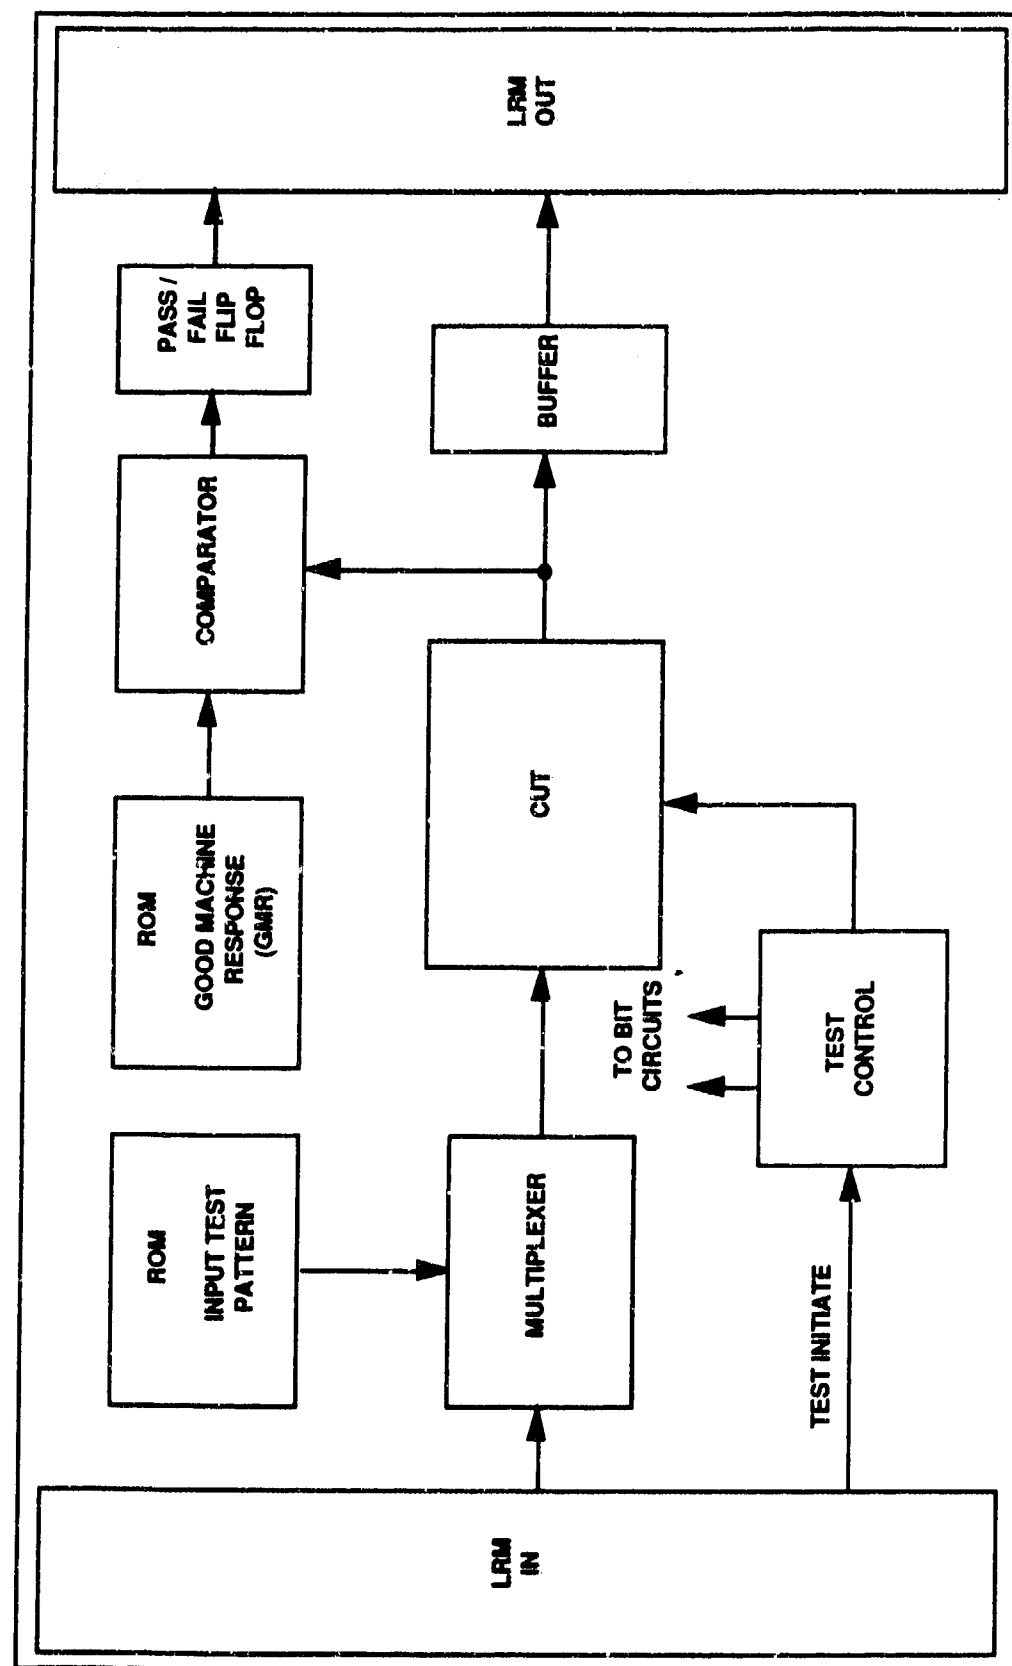 LRM
IN
ROM
INPUT TEST
PATTERN
MULTIPLEXER
TEST INITIATE
ROM
GOOD MACHINE
RESPONSE
(GMR)
TO BIT
CIRCUITS
TEST
CONTROL
CUT
COMPARATOR
BUFFER
PASS /
FAIL
FLIP
FLOP
LRM
OUT